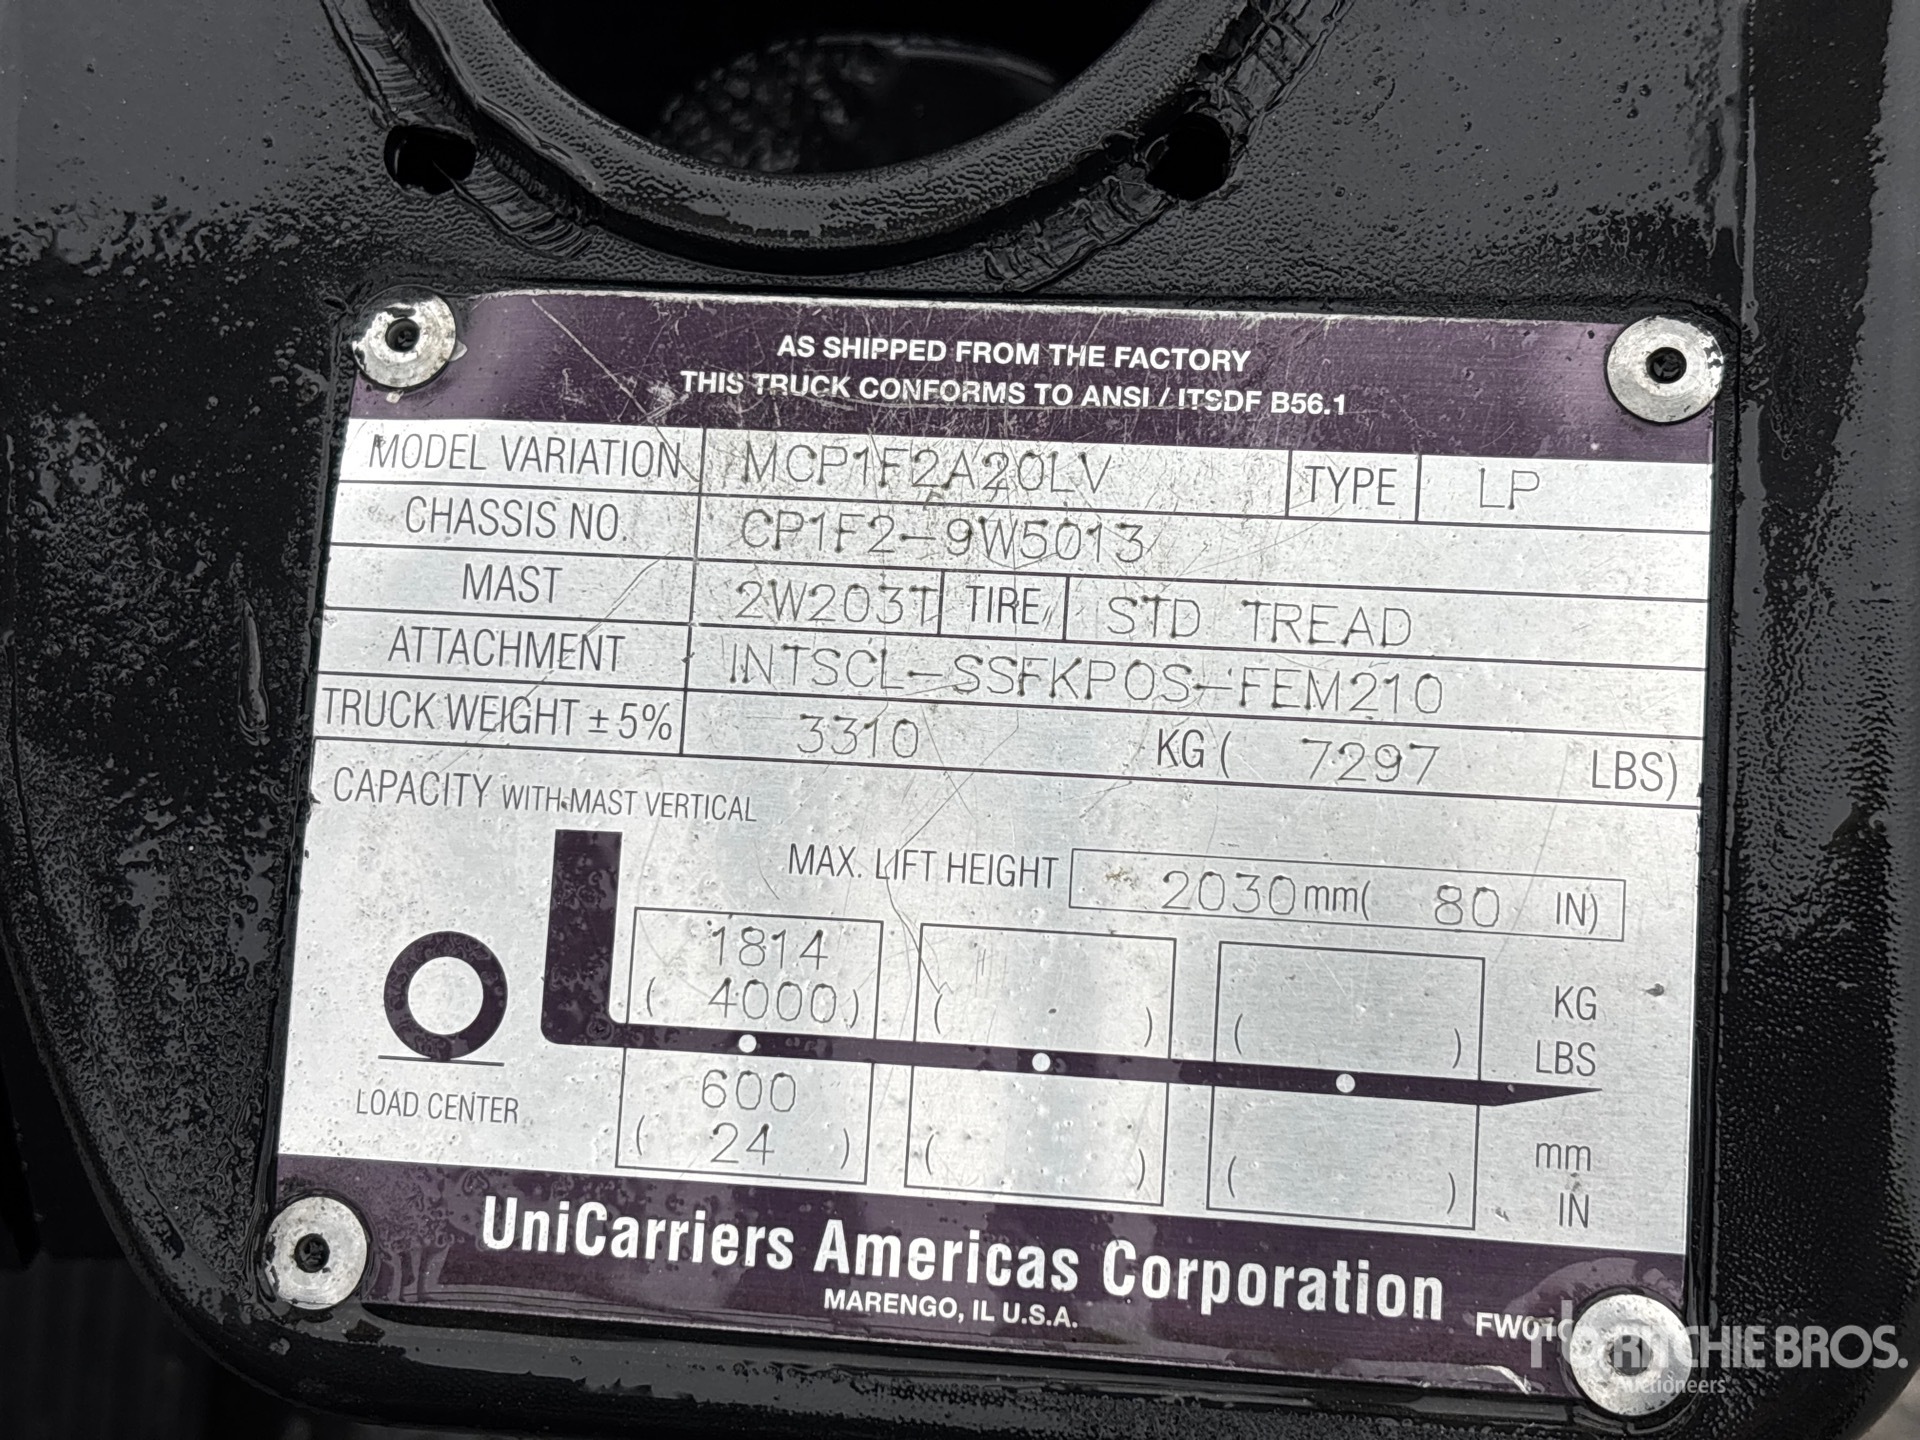 AS SHIPPED FROM THE FACTORY
THIS TRUCK CONFORMS TO ANSI / ITSDF B56.1
MODEL VARIATION MCP1F2A20LV TYPE LP
CHASSIS NO. CP1F2-9W5013
MAST 2W203T TIRE STD TREAD
ATTACHMENT INTSCL-SSFKPOS-FEM210
TRUCK WEIGHT ± 5% 3310 KG ( 7297 LBS)
CAPACITY WITH MAST VERTICAL
MAX. LIFT HEIGHT 2030 mm( 80 IN)
1814 KG
( 4000 ) ( ) ( ) LBS
LOAD CENTER
600 mm
( 24 ) ( ) ( ) IN
UniCarriers Americas Corporation
MARENGO, IL U.S.A.
RITCHIE BROS.
Auctioneers